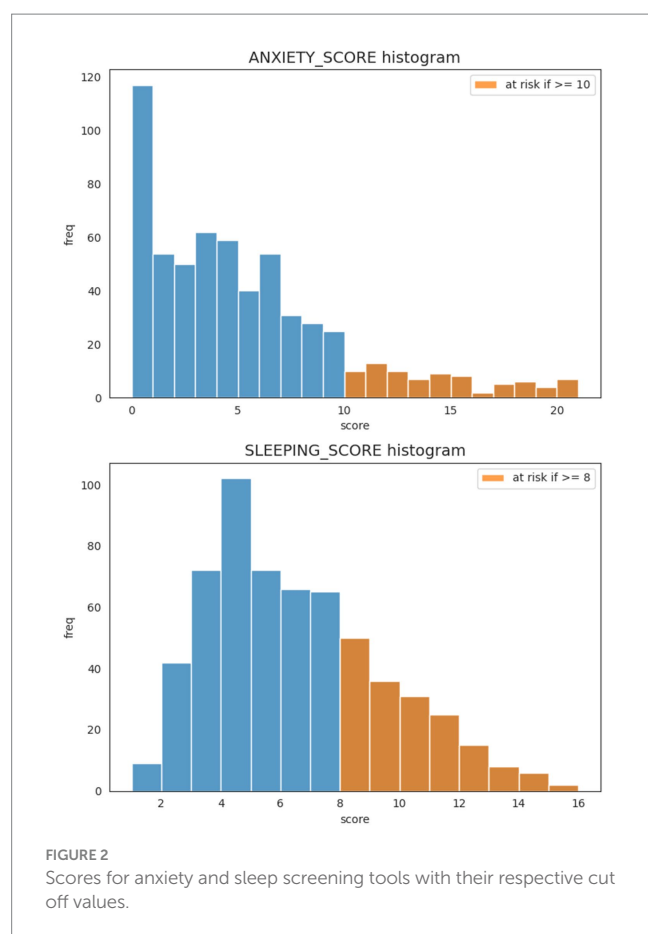 ANXIETY_SCORE histogram
at risk if >= 10
120
100
80
60
40
20
0
freq
0 5 10 15 20
score
SLEEPING_SCORE histogram
at risk if >= 8
100
80
60
40
20
0
freq
2 4 6 8 10 12 14 16
score
FIGURE 2
Scores for anxiety and sleep screening tools with their respective cut
off values.